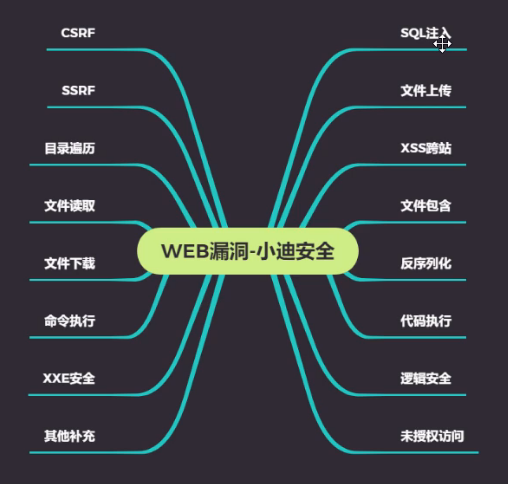 CSRF
SSRF
目录遍历
文件读取
文件下载
命令执行
XXE安全
其他补充
WEB漏洞-小迪安全
SQL注入
文件上传
XSS跨站
文件包含
反序列化
代码执行
逻辑安全
未授权访问